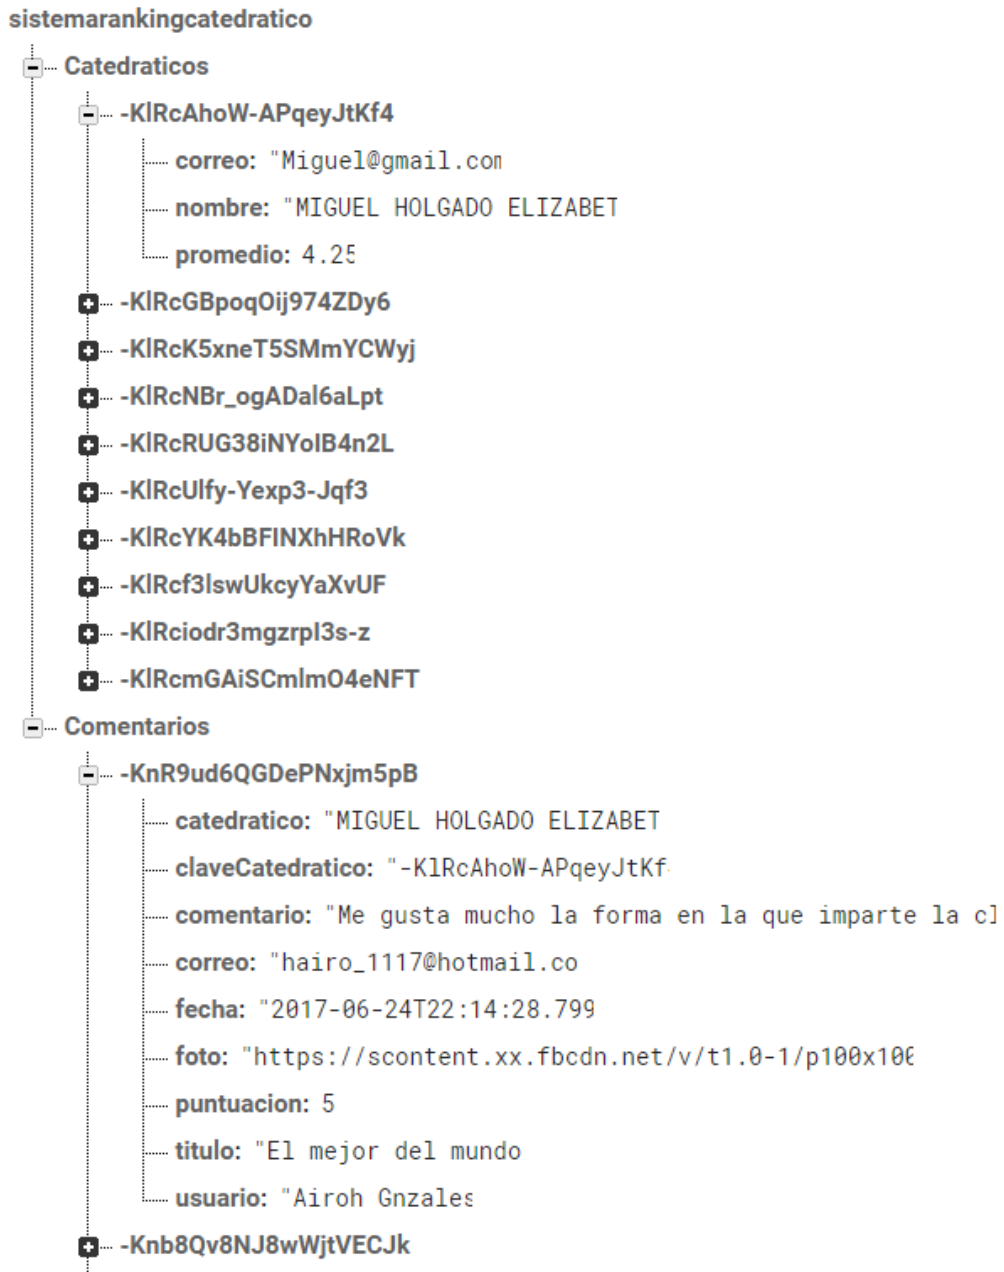 sistemarankingcatedratico
Catedraticos
-KlRcAhoW-APqeyJtKf4
correo: "Miguel@gmail.com
nombre: "MIGUEL HOLGADO ELIZABET
promedio: 4.25
-KlRcGBpoqOij974ZDy6
-KlRcK5xneT5SMmYCWyj
-KlRcNBr_ogADal6aLpt
-KlRcRUG38iNYoIB4n2L
-KlRcUlfy-Yexp3-Jqf3
-KlRcYK4bBFINXhHRoVk
-KlRcf3lswUkcyYaXvUF
-KlRciodr3mgzrpI3s-z
-KlRcmGAiSCmlmO4eNFT
Comentarios
-KnR9ud6QGDePNxjm5pB
catedratico: "MIGUEL HOLGADO ELIZABET
claveCatedratico: "-KlRcAhoW-APqeyJtKf
comentario: "Me gusta mucho la forma en la que imparte la cl
correo: "hairo_1117@hotmail.co
fecha: "2017-06-24T22:14:28.799
foto: "https://scontent.xx.fbcdn.net/v/t1.0-1/p100x100
puntuacion: 5
titulo: "El mejor del mundo
usuario: "Airoh Gnzales
-Knb8Qv8NJ8wWjtVECJk